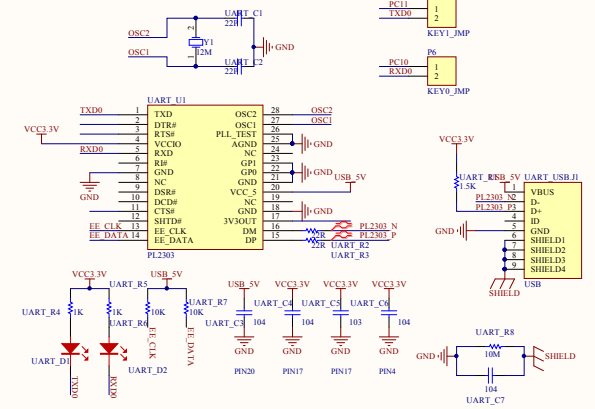 PC11
TXD0
1
2
KEY1_JMP
P6
PC10
RXD0
1
2
KEY0_JMP
UART_C1
22P
OSC2
OSC1
2
Y1
12M
1
GND
UART_C2
22P
UART_U1
TXD0 1 TXD OSC2 28 OSC2
2 DTR# OSC1 27 OSC1
3 RTS# PLL_TEST 26
VCC3.3V 4 VCCIO AGND 25 GND
RXD0 5 RXD NC 24
6 RI# GP1 23
7 GND GP0 22 GND
8 NC GND 21
9 DSR# VCC_5 20 USB_5V
10 DCD# NC 19
11 CTS# GND 18 GND
12 SHTD# 3V3OUT 17
EE_CLK 13 EE_CLK DM 16 PL2303_N
EE_DATA 14 EE_DATA DP 15 PL2303_P
GND
22R
22R
UART_R2
UART_R3
PL2303
VCC3.3V
1.5K
USB_5V
UART_USB.J1
1 VBUS
PL2303_N 2 D-
PL2303_P 3 D+
4 ID
GND 5 GND
6 SHIELD1
7 SHIELD2
8 SHIELD3
9 SHIELD4
SHIELD
USB
VCC3.3V
UART_R5
USB_5V
UART_R4
1K
1K
UART_R6
10K
UART_R7
10K
EE_CLK
EE_DATA
UART_D1
UART_D2
TXD0
RXD0
USB_5V VCC3.3V VCC3.3V VCC3.3V
UART_C3 UART_C4 UART_C5 UART_C6
104 104 103 104
GND GND GND GND
PIN20 PIN17 PIN17 PIN4
UART_R8
10M
GND
SHIELD
104
UART_C7